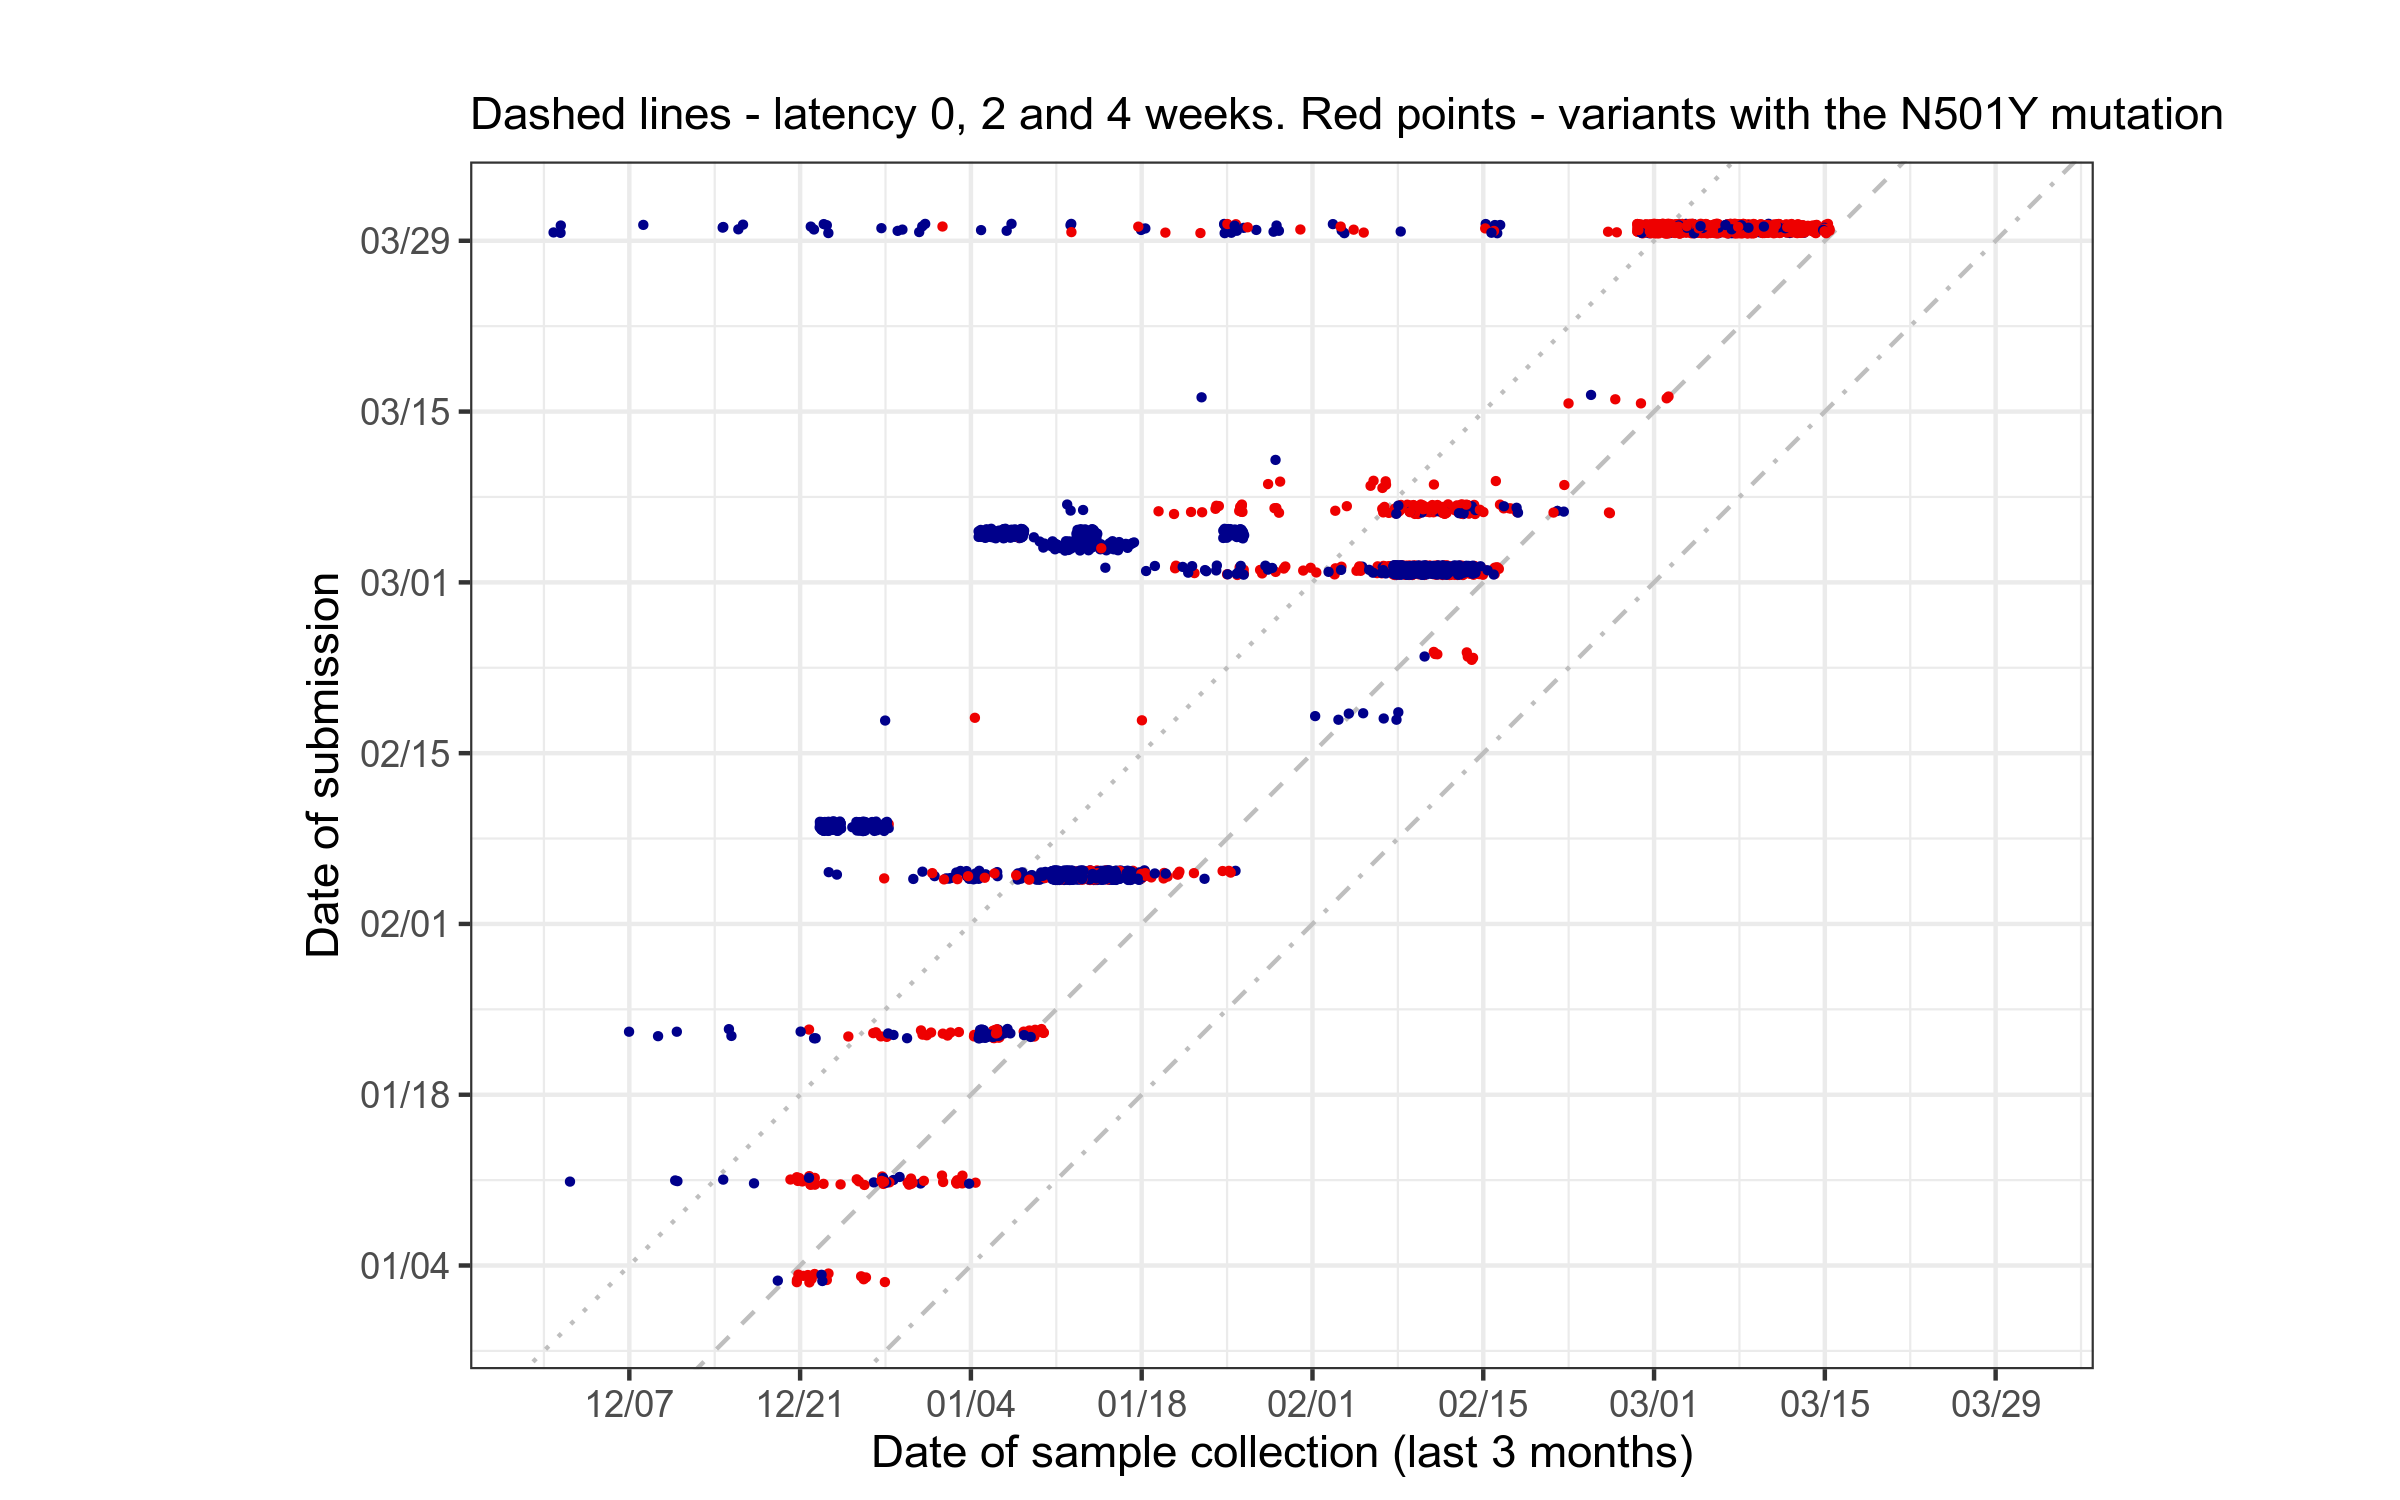 Dashed lines - latency 0, 2 and 4 weeks. Red points - variants with the N501Y mutation
03/29
03/15
03/01
02/15
02/01
01/18
01/04
Date of submission
12/07 12/21 01/04 01/18 02/01 02/15 03/01 03/15 03/29
Date of sample collection (last 3 months)